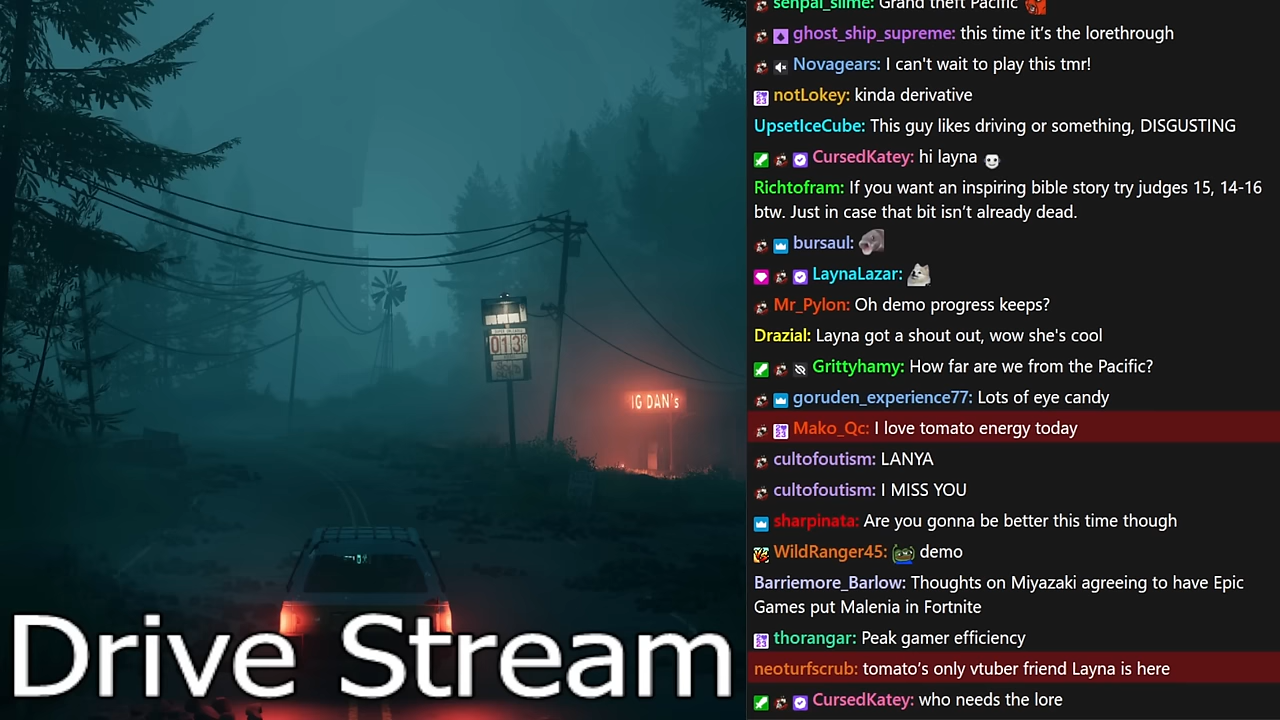 senpai_slime: Grand theft Pacific
ghost_ship_supreme: this time it’s the lorethrough
Novagears: I can't wait to play this tmr!
notLokey: kinda derivative
UpsetIceCube: This guy likes driving or something, DISGUSTING
CursedKatey: hi layna
Richtofram: If you want an inspiring bible story try judges 15, 14-16
btw. Just in case that bit isn’t already dead.
bursaul:
LaynaLazar:
Mr_Pylon: Oh demo progress keeps?
Drazial: Layna got a shout out, wow she's cool
Grittyhamy: How far are we from the Pacific?
goruden_experience77: Lots of eye candy
Mako_Qc: I love tomato energy today
cultofoutism: LANYA
cultofoutism: I MISS YOU
sharpinata: Are you gonna be better this time though
WildRanger45: demo
Barriemore_Barlow: Thoughts on Miyazaki agreeing to have Epic
Games put Malenia in Fortnite
thorangar: Peak gamer efficiency
neoturfscrub: tomato’s only vtuber friend Layna is here
CursedKatey: who needs the lore
013
IG DAN's
Drive Stream